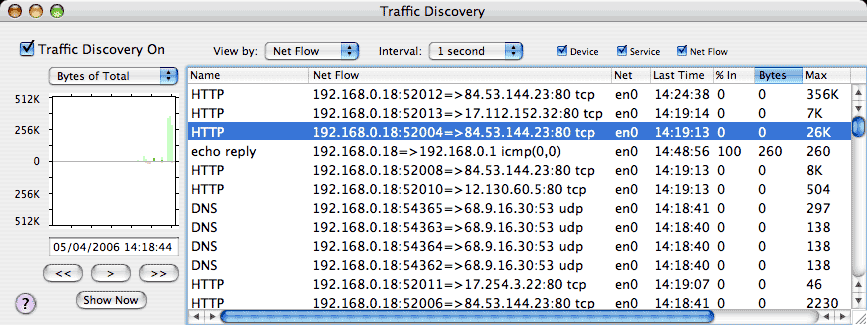 Traffic Discovery
Traffic Discovery On View by: Net Flow Interval: 1 second Device Service Net Flow
Bytes of Total
512K
256K
0
256K
512K
05/04/2006 14:18:44
<< > >>
? Show Now
Name Net Flow Net Last Time % In Bytes Max
HTTP 192.168.0.18:52012=>84.53.144.23:80 tcp en0 14:24:38 0 0 356K
HTTP 192.168.0.18:52013=>17.112.152.32:80 tcp en0 14:19:14 0 0 7K
HTTP 192.168.0.18:52004=>84.53.144.23:80 tcp en0 14:19:13 0 0 26K
echo reply 192.168.0.18=>192.168.0.1 icmp(0,0) en0 14:48:56 100 260 260
HTTP 192.168.0.18:52008=>84.53.144.23:80 tcp en0 14:19:13 0 0 8K
HTTP 192.168.0.18:52010=>12.130.60.5:80 tcp en0 14:19:13 0 0 504
DNS 192.168.0.18:54365=>68.9.16.30:53 udp en0 14:18:41 0 0 297
DNS 192.168.0.18:54363=>68.9.16.30:53 udp en0 14:18:40 0 0 138
DNS 192.168.0.18:54364=>68.9.16.30:53 udp en0 14:18:40 0 0 138
DNS 192.168.0.18:54362=>68.9.16.30:53 udp en0 14:18:40 0 0 138
HTTP 192.168.0.18:52011=>17.254.3.22:80 tcp en0 14:19:07 0 0 46
HTTP 192.168.0.18:52006=>84.53.144.23:80 tcp en0 14:18:41 0 0 2230